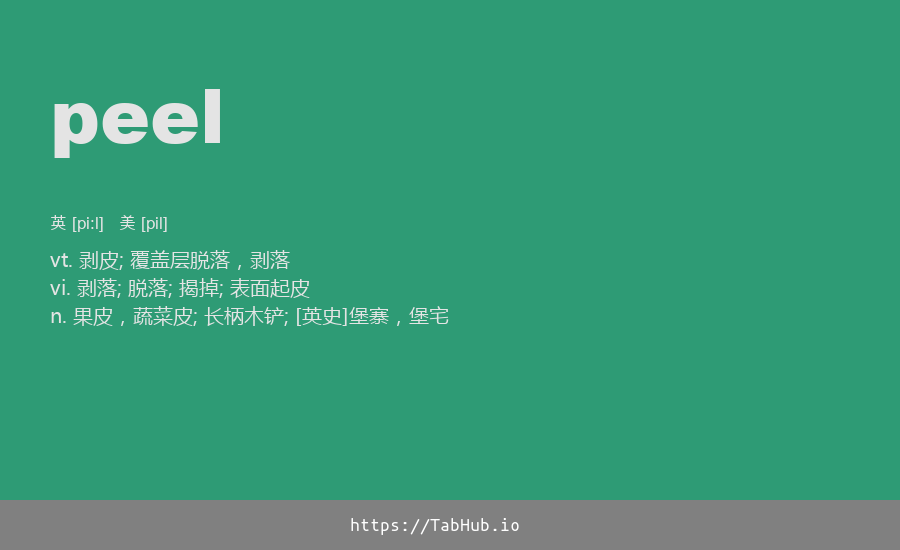 peel
英 [piːl] 美 [pil]
vt. 剥皮; 覆盖层脱落，剥落
vi. 剥落; 脱落; 揭掉; 表面起皮
n. 果皮，蔬菜皮; 长柄木铲; [英史]堡寨，堡宅
https://TabHub.io